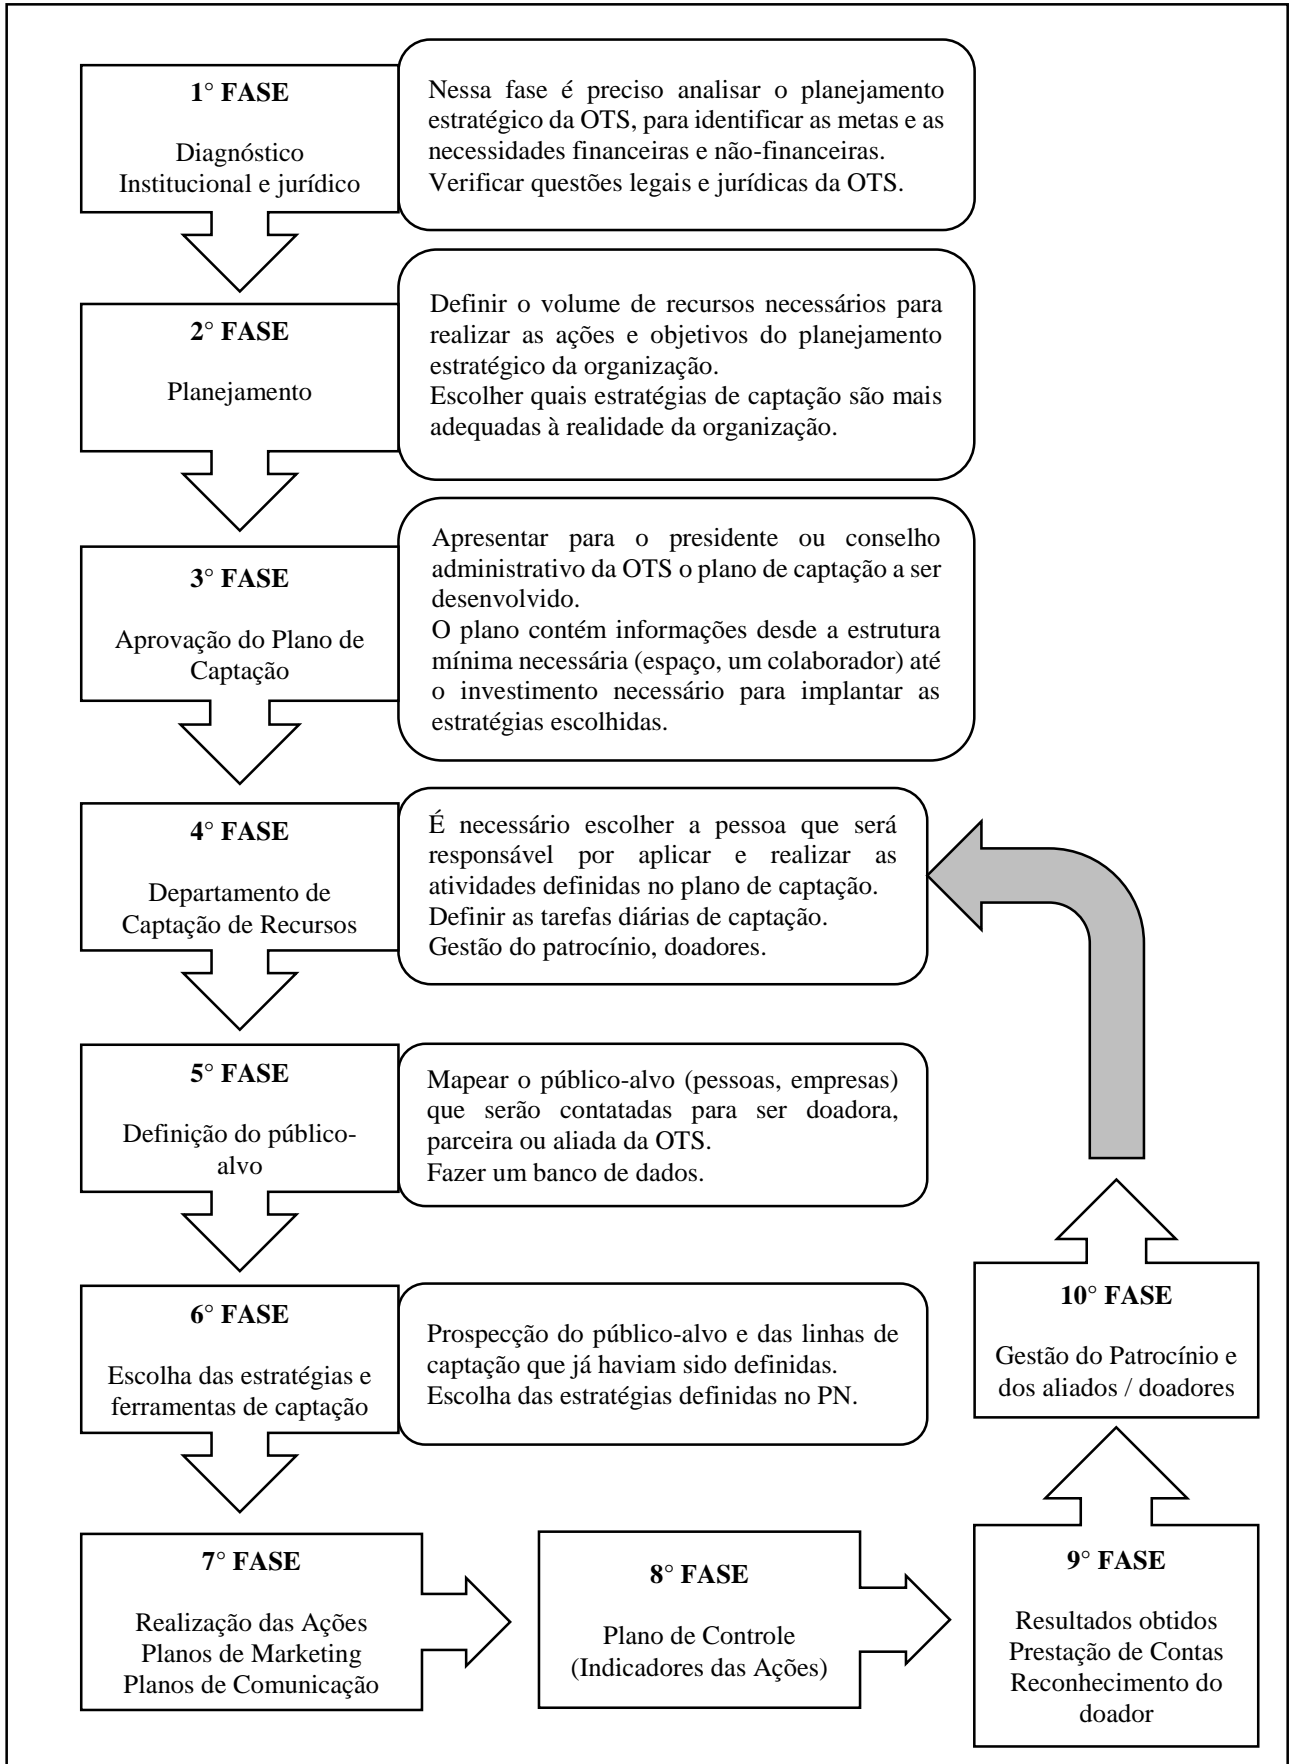 1° FASE
Diagnóstico
Institucional e jurídico
Nessa fase é preciso analisar o planejamento
estratégico da OTS, para identificar as metas e as
necessidades financeiras e não-financeiras.
Verificar questões legais e jurídicas da OTS.
2° FASE
Planejamento
Definir o volume de recursos necessários para
realizar as ações e objetivos do planejamento
estratégico da organização.
Escolher quais estratégias de captação são mais
adequadas à realidade da organização.
3° FASE
Aprovação do Plano de
Captação
Apresentar para o presidente ou conselho
administrativo da OTS o plano de captação a ser
desenvolvido.
O plano contém informações desde a estrutura
mínima necessária (espaço, um colaborador) até
o investimento necessário para implantar as
estratégias escolhidas.
4° FASE
Departamento de
Captação de Recursos
É necessário escolher a pessoa que será
responsável por aplicar e realizar as
atividades definidas no plano de captação.
Definir as tarefas diárias de captação.
Gestão do patrocínio, doadores.
5° FASE
Definição do público-
alvo
Mapear o público-alvo (pessoas, empresas)
que serão contatadas para ser doadora,
parceira ou aliada da OTS.
Fazer um banco de dados.
6° FASE
Escolha das estratégias e
ferramentas de captação
Prospecção do público-alvo e das linhas de
captação que já haviam sido definidas.
Escolha das estratégias definidas no PN.
7° FASE
Realização das Ações
Planos de Marketing
Planos de Comunicação
8° FASE
Plano de Controle
(Indicadores das Ações)
9° FASE
Resultados obtidos
Prestação de Contas
Reconhecimento do
doador
10° FASE
Gestão do Patrocínio e
dos aliados / doadores